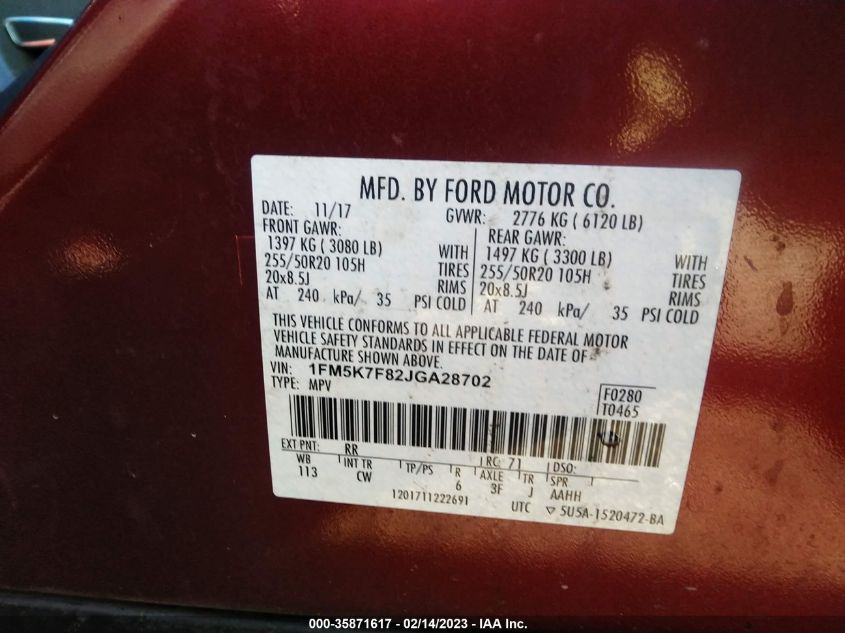 MFD. BY FORD MOTOR CO.
DATE: 11/17 GVWR: 2776 KG ( 6120 LB)
FRONT GAWR: REAR GAWR:
1397 KG ( 3080 LB) WITH 1497 KG ( 3300 LB) WITH
255/50R20 105H TIRES 255/50R20 105H TIRES
20x8.5J RIMS 20x8.5J RIMS
AT 240 kPa/ 35 PSI COLD AT 240 kPa/ 35 PSI COLD
THIS VEHICLE CONFORMS TO ALL APPLICABLE FEDERAL MOTOR
VEHICLE SAFETY STANDARDS IN EFFECT ON THE DATE OF
MANUFACTURE SHOWN ABOVE.
VIN: 1FM5K7F82JGA28702
TYPE: MPV
F0280
T0465
EXT PNT: RR RC: 71 DSO:
WB INT TR TP/PS R AXLE TR SPR
113 CW 6 3F J AAHH
1201711222691
UTC ▽ 5U5A-1520472-BA
000-35871617 - 02/14/2023 - IAA Inc.